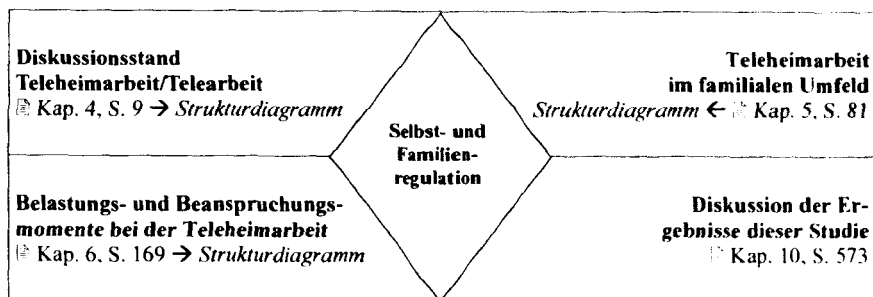 Diskussionsstand
Teleheimarbeit/Telearbeit
Kap. 4, S. 9 → Strukturdiagramm
Teleheimarbeit
im familialen Umfeld
Strukturdiagramm ← Kap. 5, S. 81
Selbst- und
Familien-
regulation
Belastungs- und Beanspruchungs-
momente bei der Teleheimarbeit
Kap. 6, S. 169 → Strukturdiagramm
Diskussion der Er-
gebnisse dieser Studie
Kap. 10, S. 573